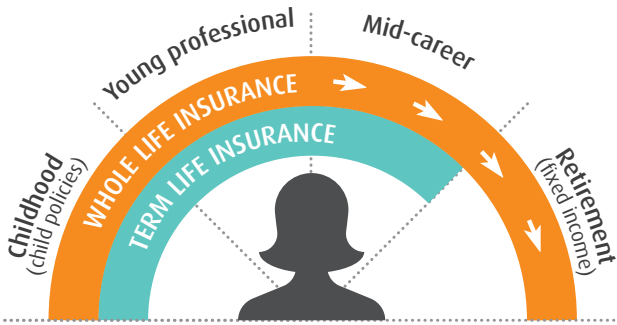 Young professional
Mid-career
WHOLE LIFE INSURANCE
TERM LIFE INSURANCE
Childhood
(child policies)
Retirement
(fixed income)